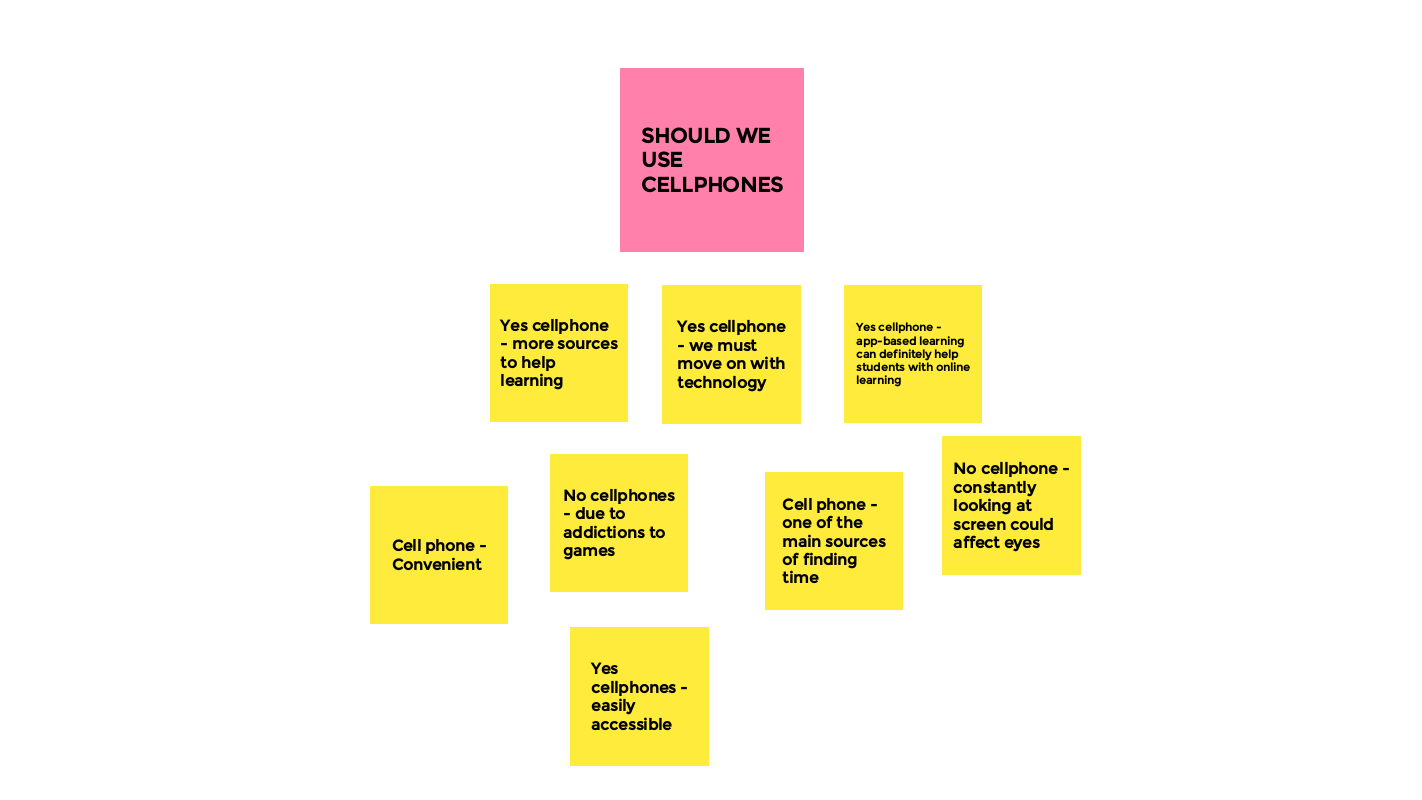 SHOULD WE
USE
CELLPHONES
Yes cellphone
- more sources
to help
learning
Yes cellphone
- we must
move on with
technology
Yes cellphone -
app-based learning
can definitely help
students with online
learning
Cell phone -
Convenient
No cellphones
- due to
addictions to
games
Cell phone -
one of the
main sources
of finding
time
No cellphone -
constantly
looking at
screen could
affect eyes
Yes
cellphones -
easily
accessible